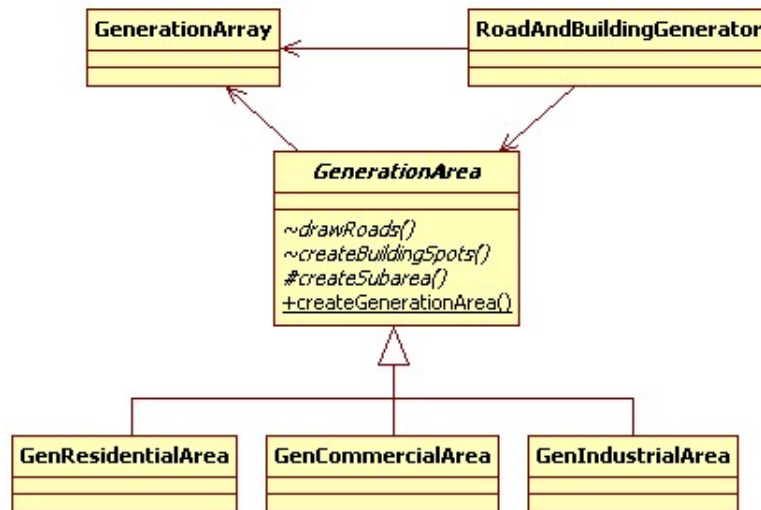 GenerationArray
RoadAndBuildingGenerator
GenerationArea
~drawRoads()
~createBuildingSpots()
#createSubarea()
+createGenerationArea()
GenResidentialArea
GenCommercialArea
GenIndustrialArea